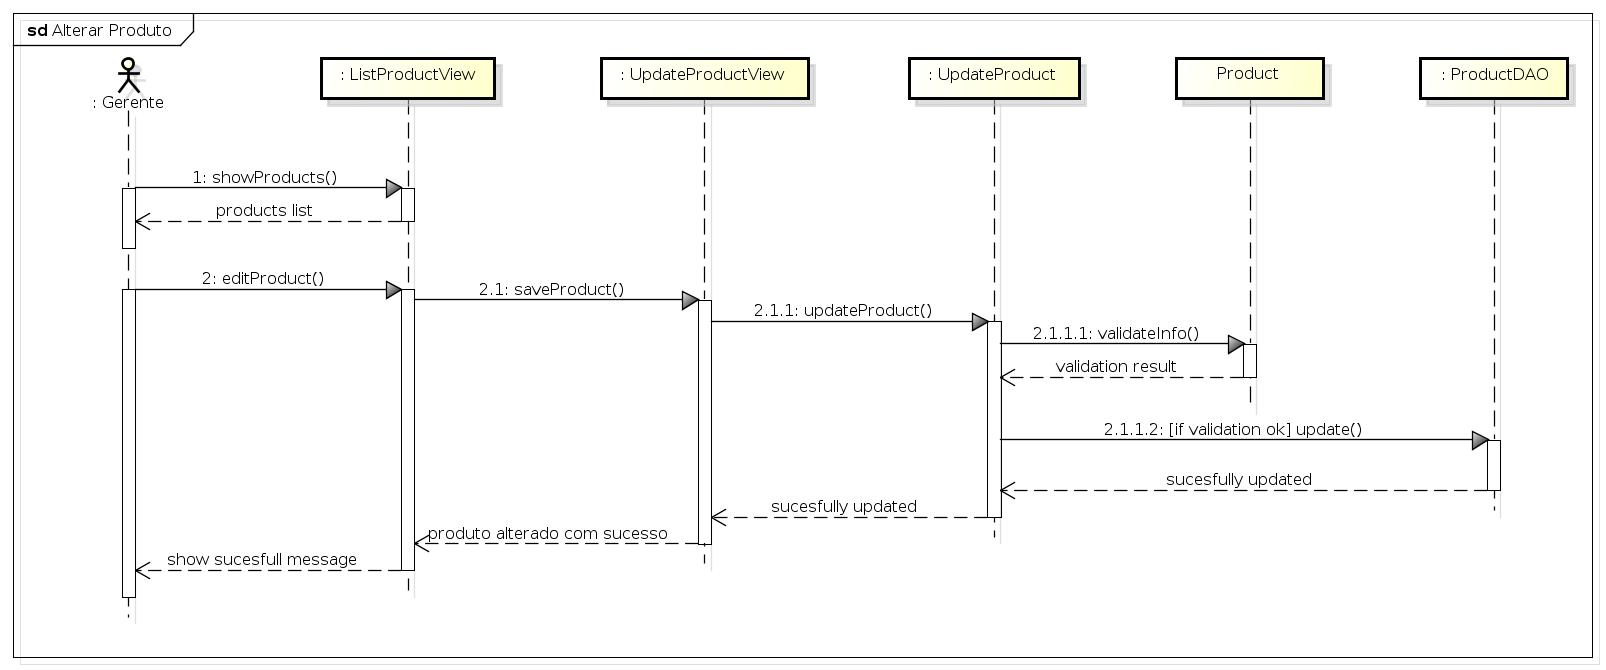 sd Alterar Produto
: Gerente
: ListProductView
: UpdateProductView
: UpdateProduct
Product
: ProductDAO
1: showProducts()
products list
2: editProduct()
2.1: saveProduct()
2.1.1: updateProduct()
2.1.1.1: validateInfo()
validation result
2.1.1.2: [if validation ok] update()
sucesfully updated
sucesfully updated
produto alterado com sucesso
show sucesfull message